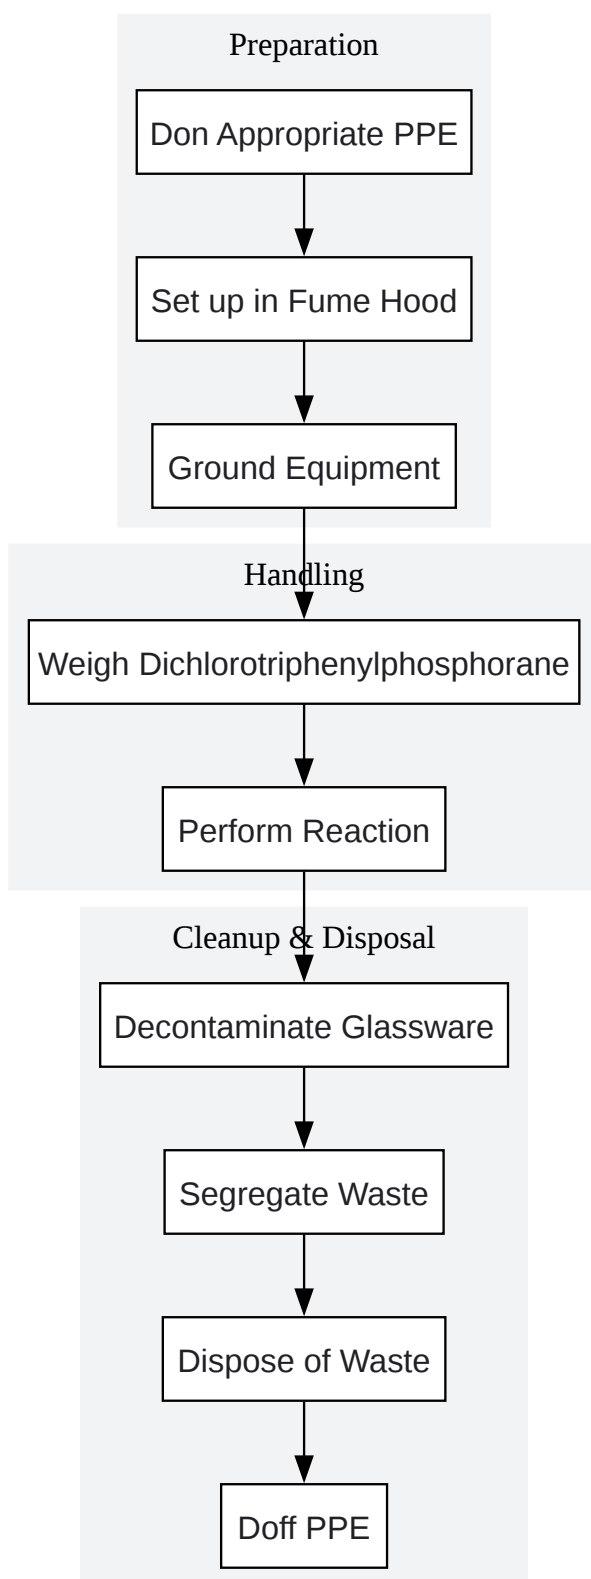 Preparation
Don Appropriate PPE
Set up in Fume Hood
Ground Equipment
Handling
Weigh Dichlorotriphenylphosphorane
Perform Reaction
Cleanup & Disposal
Decontaminate Glassware
Segregate Waste
Dispose of Waste
Doff PPE